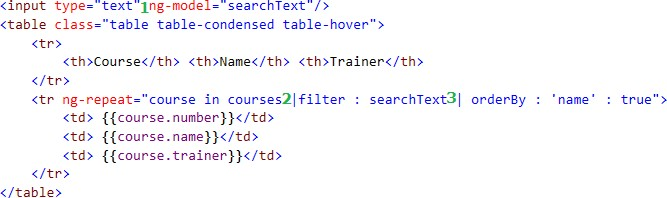 <input type="text"1ng-model="searchText"/>
<table class="table table-condensed table-hover">
    <tr>
        <th>Course</th> <th>Name</th> <th>Trainer</th>
    </tr>
    <tr ng-repeat="course in courses2|filter : searchText3| orderBy : 'name' : true">
        <td> {{course.number}}</td>
        <td> {{course.name}}</td>
        <td> {{course.trainer}}</td>
    </tr>
</table>